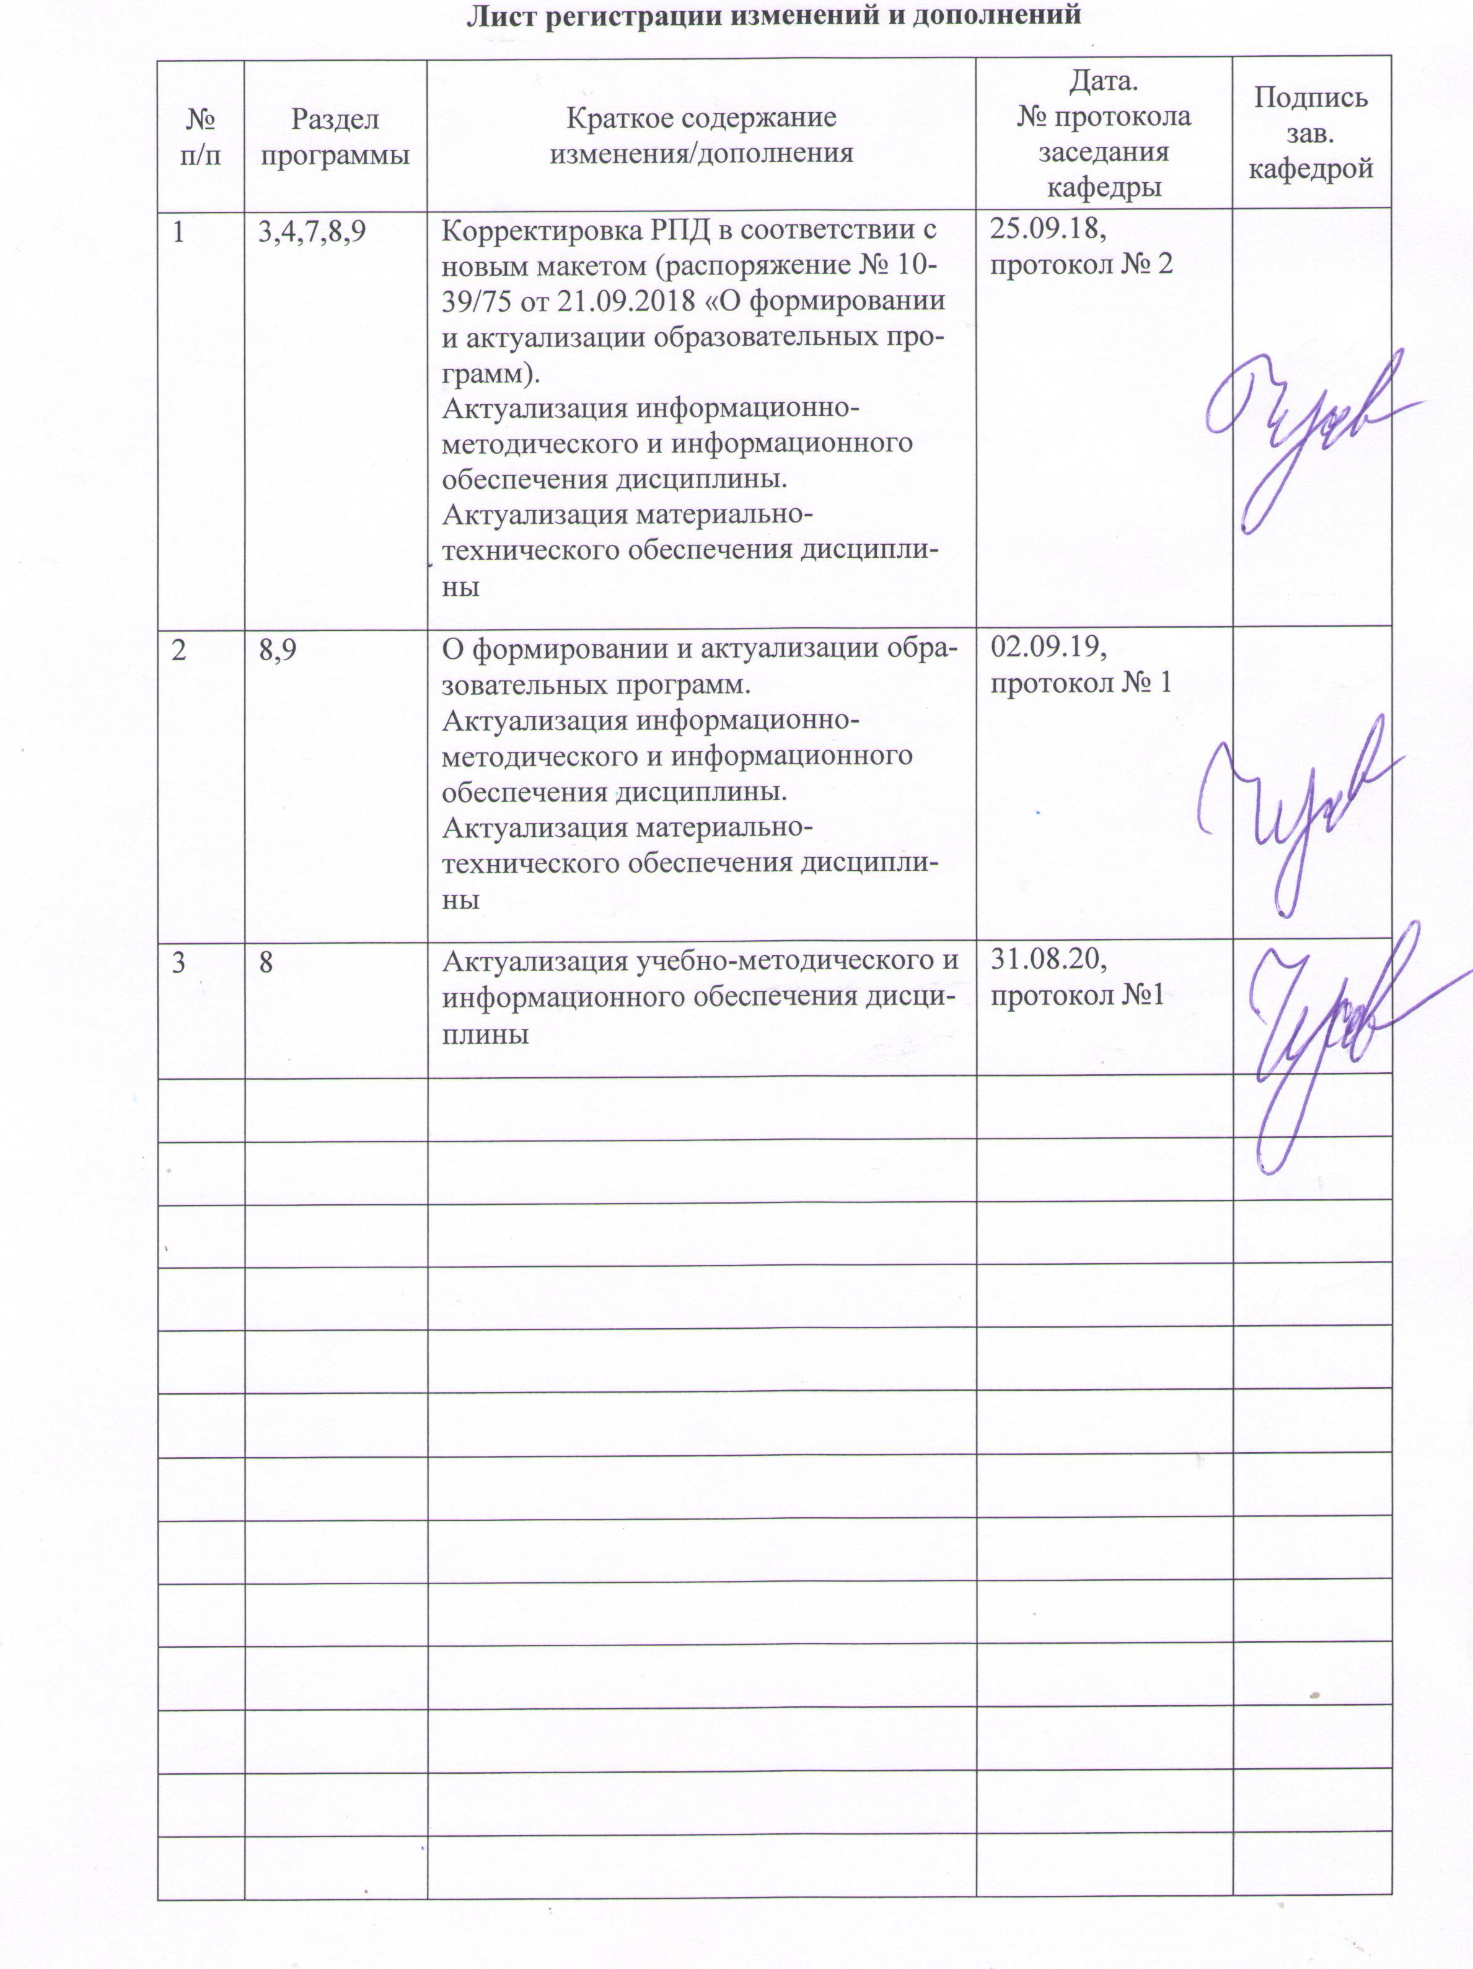 Лист регистрации изменений и дополнений
№
п/п
Раздел
программы
Краткое содержание
изменения/дополнения
Дата.
№ протокола
заседания
кафедры
Подпись
зав.
кафедрой
1
3,4,7,8,9
Корректировка РПД в соответствии с
новым макетом (распоряжение № 10-
39/75 от 21.09.2018 «О формировании
и актуализации образовательных про-
грамм).
Актуализация информационно-
методического и информационного
обеспечения дисциплины.
Актуализация материально-
технического обеспечения дисципли-
ны
25.09.18,
протокол № 2
2
8,9
О формировании и актуализации обра-
зовательных программ.
Актуализация информационно-
методического и информационного
обеспечения дисциплины.
Актуализация материально-
технического обеспечения дисципли-
ны
02.09.19,
протокол № 1
3
8
Актуализация учебно-методического и
информационного обеспечения дисци-
плины
31.08.20,
протокол №1